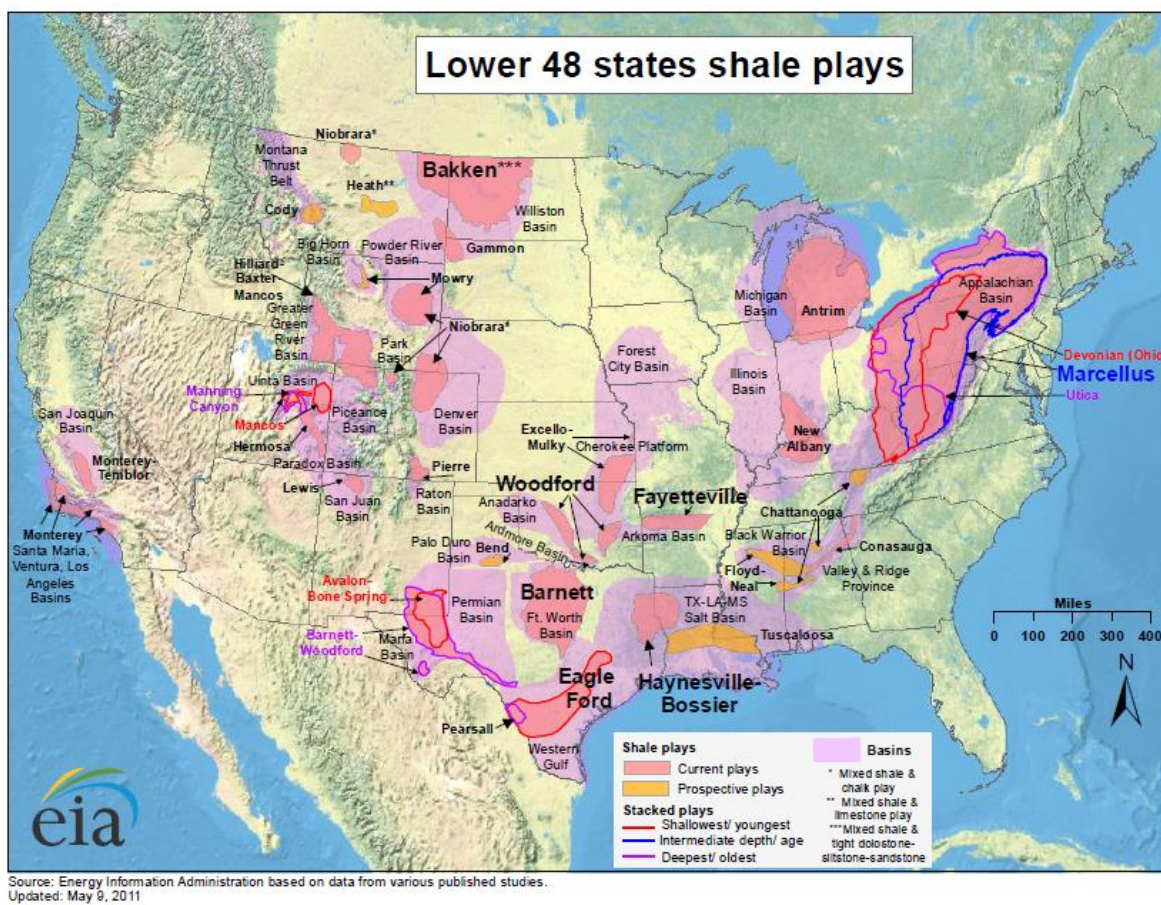 Lower 48 states shale plays
Niobrara*
Montana
Thrust
Belt
Bakken***
Heath**
Cody
Williston
Basin
Big Horn
Basin
Powder River
Basin
Gammon
Hilliard-
Baxter
Mancos
Mowry
Greater
Green
River
Basin
Niobrara*
Park
Basin
Michigan
Basin
Antrim
Appalachian
Basin
Devonian (Ohio
Marcellus
Utica
Forest
City Basin
Illinois
Basin
Uinta Basin
Manning
Canyon
Mancos
Piceance
Basin
Denver
Basin
San Joaquin
Basin
Hermosa
Paradox Basin
Excello-
Mulky
Cherokee Platform
New
Albany
Monterey-
Temblor
Lewis
San Juan
Basin
Pierre
Raton
Basin
Woodford
Anadarko
Basin
Fayetteville
Arkoma Basin
Chattanooga
Black Warrior
Basin
Conasauga
Valley & Ridge
Province
Monterey
Santa Maria,
Ventura, Los
Angeles
Basins
Ardmore Basin
Palo Duro
Basin
Bend
Floyd-
Neal
Avalon-
Bone Spring
Permian
Basin
Barnett
Ft. Worth
Basin
TX-LA-MS
Salt Basin
Tuscaloosa
Barnett-
Woodford
Marfa
Basin
Eagle
Ford
Haynesville-
Bossier
Pearsall
Western
Gulf
Miles
0 100 200 300 400
N
Shale plays
Current plays
Prospective plays
Stacked plays
Shallowest/ youngest
Intermediate depth/ age
Deepest/ oldest
Basins
* Mixed shale &
chalk play
** Mixed shale &
limestone play
***Mixed shale &
tight dolostone-
siltstone-sandstone
eia
Source: Energy Information Administration based on data from various published studies.
Updated: May 9, 2011